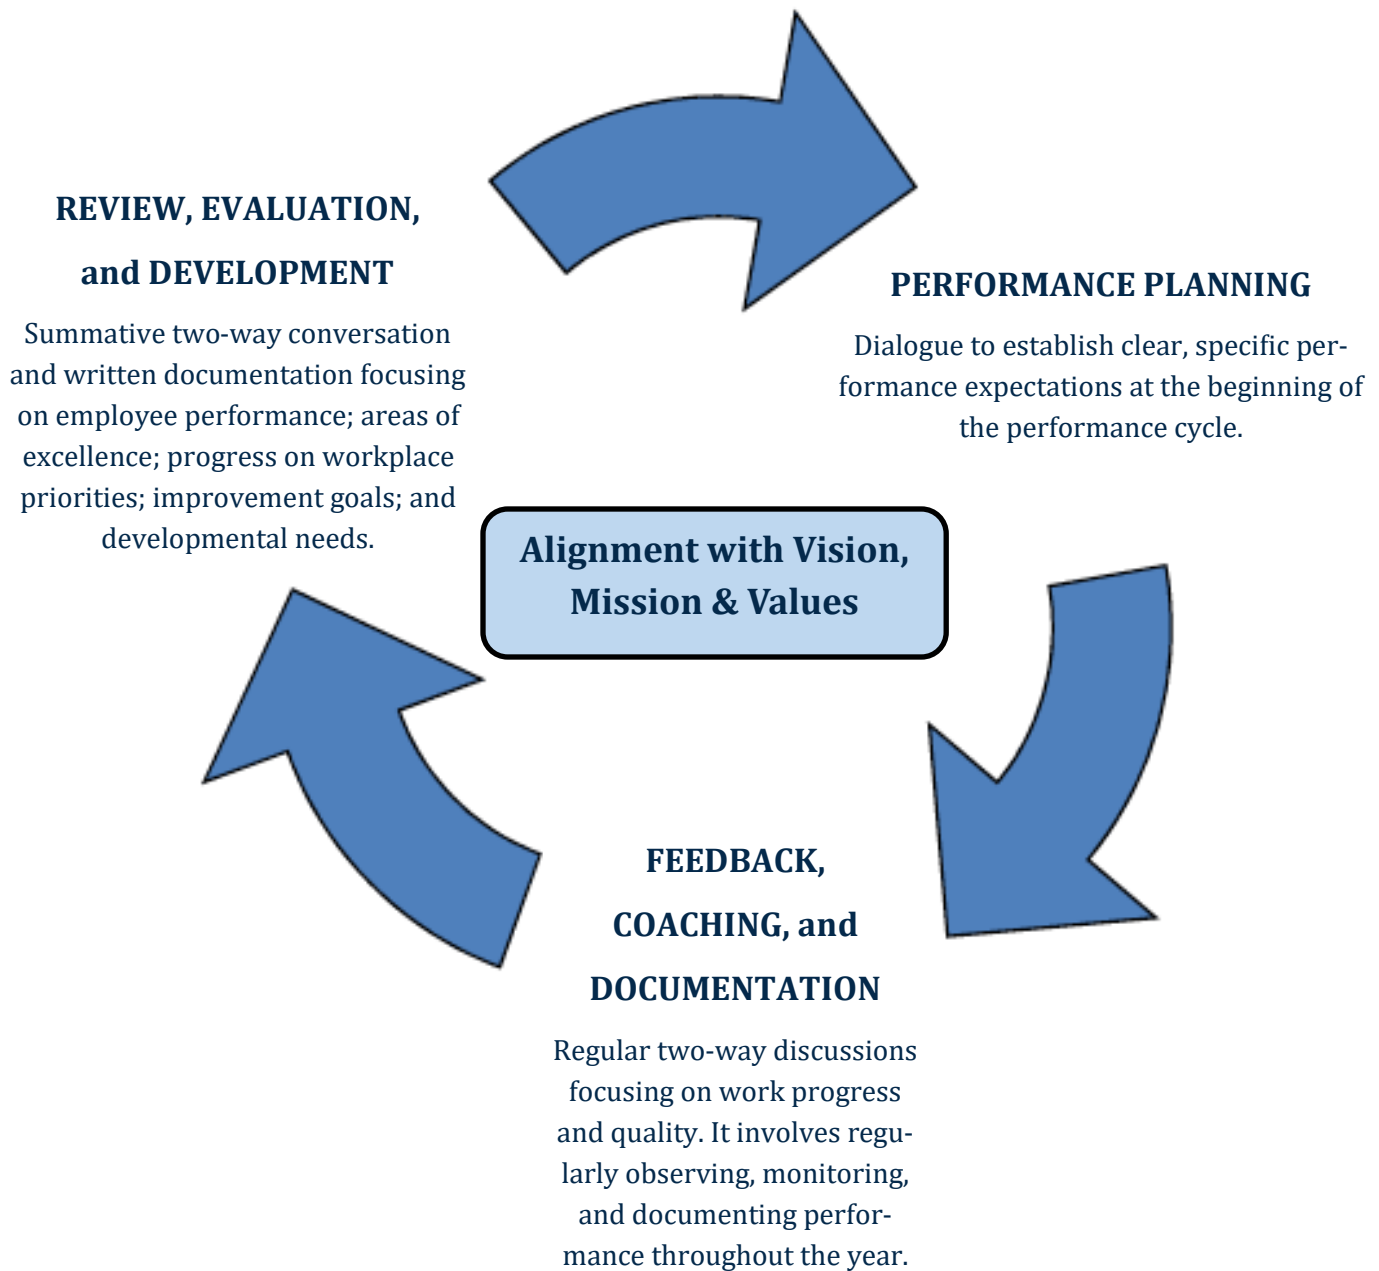 REVIEW, EVALUATION,
and DEVELOPMENT
Summative two-way conversation
and written documentation focusing
on employee performance; areas of
excellence; progress on workplace
priorities; improvement goals; and
developmental needs.
PERFORMANCE PLANNING
Dialogue to establish clear, specific per-
formance expectations at the beginning of
the performance cycle.
Alignment with Vision,
Mission & Values
FEEDBACK,
COACHING, and
DOCUMENTATION
Regular two-way discussions
focusing on work progress
and quality. It involves regu-
larly observing, monitoring,
and documenting perfor-
mance throughout the year.